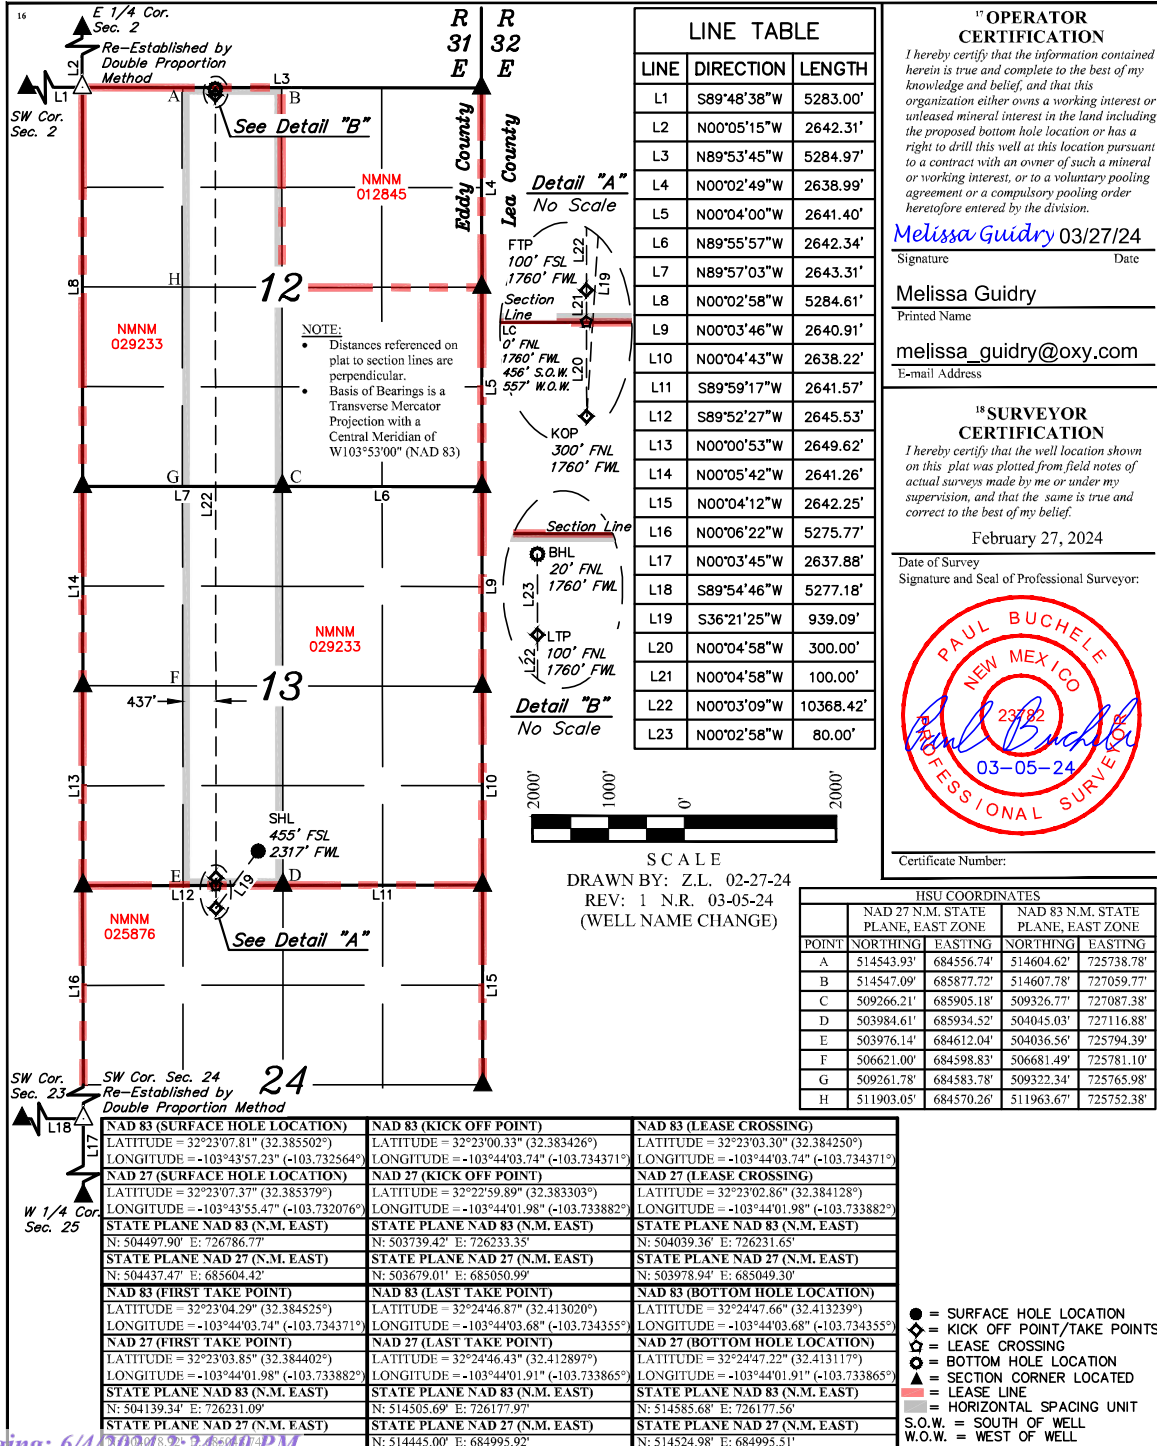 16
E 1/4 Cor.
Sec. 2
Re-Established by
Double Proportion
Method
L2
L1
SW Cor.
Sec. 2
L3
A
B
See Detail "B"
R R
31 32
E E
Eddy County
Lea County
NMNM
012845
L4
H
12
L8
NMNM
029233
NOTE:
• Distances referenced on
plat to section lines are
perpendicular.
• Basis of Bearings is a
Transverse Mercator
Projection with a
Central Meridian of
W103°53'00" (NAD 83)
L5
G
C
L7
L22
L6
L14
L9
NMNM
029233
F
13
437'
L13
L10
SHL
455' FSL
2317' FWL
E
D
L12
L19
L11
NMNM
025876
See Detail "A"
L16
L15
SW Cor.
Sec. 23
SW Cor. Sec. 24
Re-Established by
Double Proportion Method
24
L18
L17
W 1/4 Cor.
Sec. 25
Detail "A"
No Scale
FTP
100' FSL
1760' FWL
L22
L19
L21
Section
Line
LC
0' FNL
1760' FWL
456' S.O.W.
557' W.O.W.
L20
KOP
300' FNL
1760' FWL
Section Line
BHL
20' FNL
1760' FWL
L23
LTP
100' FNL
1760' FWL
L22
Detail "B"
No Scale
LINE TABLE
LINE DIRECTION LENGTH
L1 S89°48'38"W 5283.00'
L2 N00°05'15"W 2642.31'
L3 N89°53'45"W 5284.97'
L4 N00°02'49"W 2638.99'
L5 N00°04'00"W 2641.40'
L6 N89°55'57"W 2642.34'
L7 N89°57'03"W 2643.31'
L8 N00°02'58"W 5284.61'
L9 N00°03'46"W 2640.91'
L10 N00°04'43"W 2638.22'
L11 S89°59'17"W 2641.57'
L12 S89°52'27"W 2645.53'
L13 N00°00'53"W 2649.62'
L14 N00°05'42"W 2641.26'
L15 N00°04'12"W 2642.25'
L16 N00°06'22"W 5275.77'
L17 N00°03'45"W 2637.88'
L18 S89°54'46"W 5277.18'
L19 S36°21'25"W 939.09'
L20 N00°04'58"W 300.00'
L21 N00°04'58"W 100.00'
L22 N00°03'09"W 10368.42'
L23 N00°02'58"W 80.00'
2000' 1000' 0' 2000'
SCALE
DRAWN BY: Z.L. 02-27-24
REV: 1 N.R. 03-05-24
(WELL NAME CHANGE)
17 OPERATOR
CERTIFICATION
I hereby certify that the information contained
herein is true and complete to the best of my
knowledge and belief, and that this
organization either owns a working interest or
unleased mineral interest in the land including
the proposed bottom hole location or has a
right to drill this well at this location pursuant
to a contract with an owner of such a mineral
or working interest, or to a voluntary pooling
agreement or a compulsory pooling order
heretofore entered by the division.
Melissa Guidry 03/27/24
Signature Date
Melissa Guidry
Printed Name
melissa_guidry@oxy.com
E-mail Address
18 SURVEYOR
CERTIFICATION
I hereby certify that the well location shown
on this plat was plotted from field notes of
actual surveys made by me or under my
supervision, and that the same is true and
correct to the best of my belief.
February 27, 2024
Date of Survey
Signature and Seal of Professional Surveyor:
PAUL BUCHELE
NEW MEXICO
23782
Paul Buchele
03-05-24
PROFESSIONAL SURVEYOR
Certificate Number:
HSU COORDINATES
NAD 27 N.M. STATE PLANE, EAST ZONE NAD 83 N.M. STATE PLANE, EAST ZONE
POINT NORTHING EASTING NORTHING EASTING
A 514543.93' 684556.74' 514604.62' 725738.78'
B 514547.09' 685877.72' 514607.78' 727059.77'
C 509266.21' 685905.18' 509326.77' 727087.38'
D 503984.61' 685934.52' 504045.03' 727116.88'
E 503976.14' 684612.04' 504036.56' 725794.39'
F 506621.00' 684598.83' 506681.49' 725781.10'
G 509261.78' 684583.78' 509322.34' 725765.98'
H 511903.05' 684570.26' 511963.67' 725752.38'
NAD 83 (SURFACE HOLE LOCATION) NAD 83 (KICK OFF POINT) NAD 83 (LEASE CROSSING)
LATITUDE = 32°23'07.81" (32.385502°) LATITUDE = 32°23'00.33" (32.383426°) LATITUDE = 32°23'03.30" (32.384250°)
LONGITUDE = -103°43'57.23" (-103.732564°) LONGITUDE = -103°44'03.74" (-103.734371°) LONGITUDE = -103°44'03.74" (-103.734371°)
NAD 27 (SURFACE HOLE LOCATION) NAD 27 (KICK OFF POINT) NAD 27 (LEASE CROSSING)
LATITUDE = 32°23'07.37" (32.385379°) LATITUDE = 32°22'59.89" (32.383303°) LATITUDE = 32°23'02.86" (32.384128°)
LONGITUDE = -103°43'55.47" (-103.732076°) LONGITUDE = -103°44'01.98" (-103.733882°) LONGITUDE = -103°44'01.98" (-103.733882°)
STATE PLANE NAD 83 (N.M. EAST) STATE PLANE NAD 83 (N.M. EAST) STATE PLANE NAD 83 (N.M. EAST)
N: 504497.90' E: 726786.77' N: 503739.42' E: 726233.35' N: 504039.36' E: 726231.65'
STATE PLANE NAD 27 (N.M. EAST) STATE PLANE NAD 27 (N.M. EAST) STATE PLANE NAD 27 (N.M. EAST)
N: 504437.47' E: 685604.42' N: 503679.01' E: 685050.99' N: 503978.94' E: 685049.30'
NAD 83 (FIRST TAKE POINT) NAD 83 (LAST TAKE POINT) NAD 83 (BOTTOM HOLE LOCATION)
LATITUDE = 32°23'04.29" (32.384525°) LATITUDE = 32°24'46.87" (32.413020°) LATITUDE = 32°24'47.66" (32.413239°)
LONGITUDE = -103°44'03.74" (-103.734371°) LONGITUDE = -103°44'03.68" (-103.734355°) LONGITUDE = -103°44'03.68" (-103.734355°)
NAD 27 (FIRST TAKE POINT) NAD 27 (LAST TAKE POINT) NAD 27 (BOTTOM HOLE LOCATION)
LATITUDE = 32°23'03.85" (32.384402°) LATITUDE = 32°24'46.43" (32.412897°) LATITUDE = 32°24'47.22" (32.413117°)
LONGITUDE = -103°44'01.98" (-103.733882°) LONGITUDE = -103°44'01.91" (-103.733865°) LONGITUDE = -103°44'01.91" (-103.733865°)
STATE PLANE NAD 83 (N.M. EAST) STATE PLANE NAD 83 (N.M. EAST) STATE PLANE NAD 83 (N.M. EAST)
N: 504139.34' E: 726231.09' N: 514505.69' E: 726177.97' N: 514585.68' E: 726177.56'
STATE PLANE NAD 27 (N.M. EAST) STATE PLANE NAD 27 (N.M. EAST) STATE PLANE NAD 27 (N.M. EAST)
N: 514445.00' E: 684995.92' N: 514524.98' E: 684995.51'
= SURFACE HOLE LOCATION
= KICK OFF POINT/TAKE POINTS
= LEASE CROSSING
= BOTTOM HOLE LOCATION
= SECTION CORNER LOCATED
= LEASE LINE
= HORIZONTAL SPACING UNIT
S.O.W. = SOUTH OF WELL
W.O.W. = WEST OF WELL